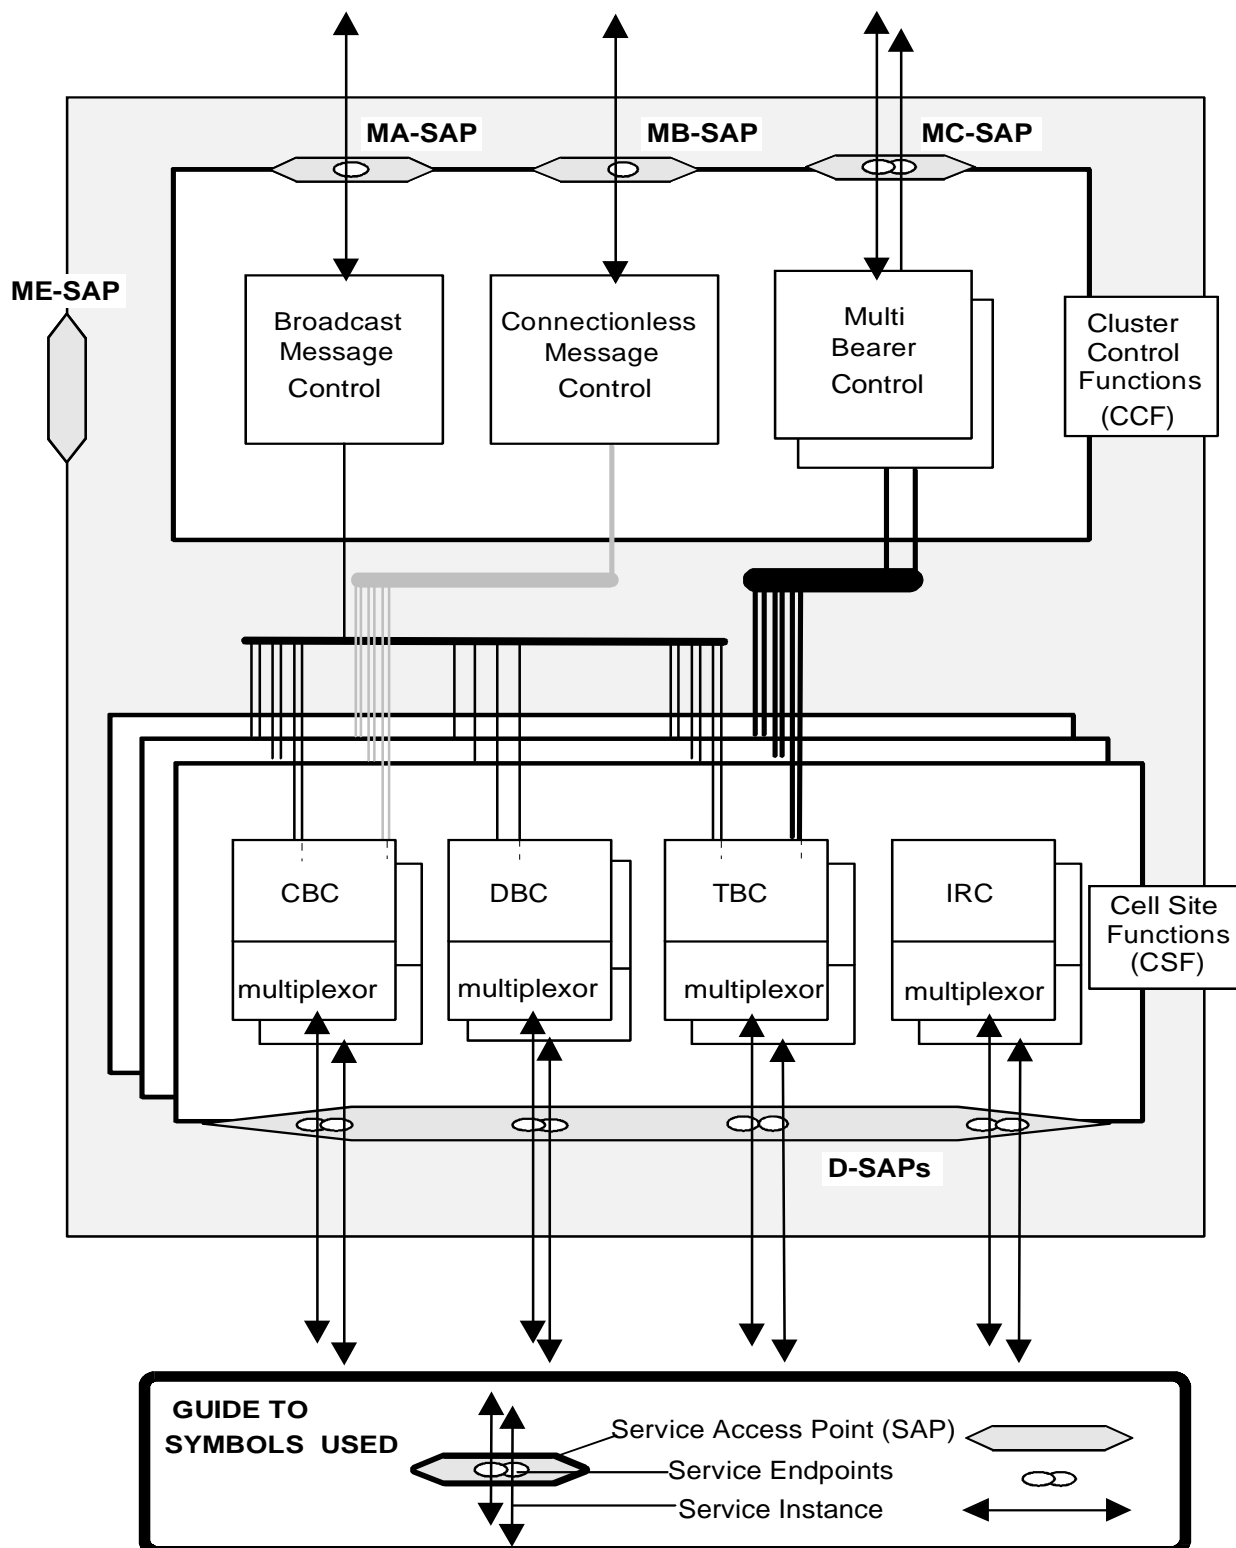 MA-SAP
MB-SAP
MC-SAP
ME-SAP
Broadcast
Message
Control
Connectionless
Message
Control
Multi
Bearer
Control
Cluster
Control
Functions
(CCF)
CBC
DBC
TBC
IRC
multiplexor
multiplexor
multiplexor
multiplexor
Cell Site
Functions
(CSF)
D-SAPs
GUIDE TO
SYMBOLS USED
Service Access Point (SAP)
Service Endpoints
Service Instance